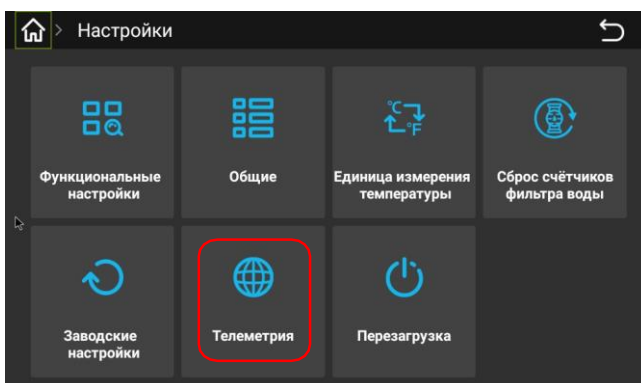 > Настройки
°C
°F
Функциональные
настройки
Общие
Единица измерения
температуры
Сброс счётчиков
фильтра воды
Заводские
настройки
Телеметрия
Перезагрузка